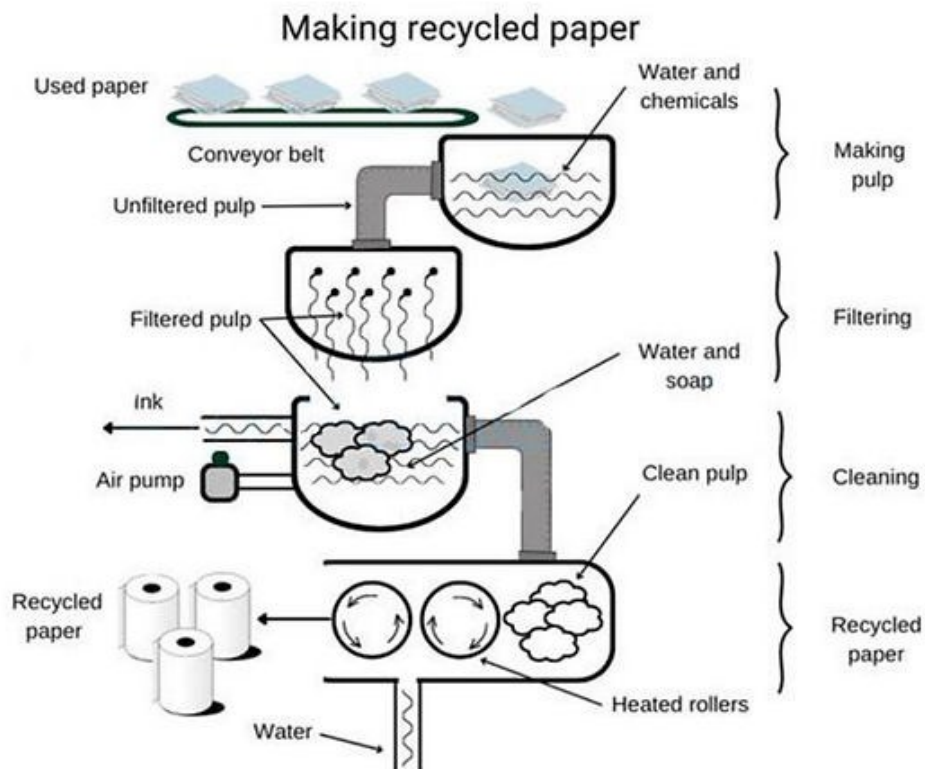 Making recycled paper
Used paper
Water and
chemicals
Conveyor belt
Making
pulp
Unfiltered pulp
Filtered pulp
Filtering
Water and
soap
Ink
Air pump
Clean pulp
Cleaning
Recycled
paper
Recycled
paper
Heated rollers
Water